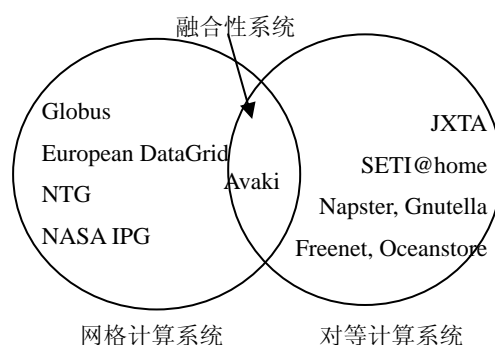 融合性系统
Globus
European DataGrid
NTG
NASA IPG
Avaki
JXTA
SETI@home
Napster, Gnutella
Freenet, Oceanstore
网格计算系统
对等计算系统